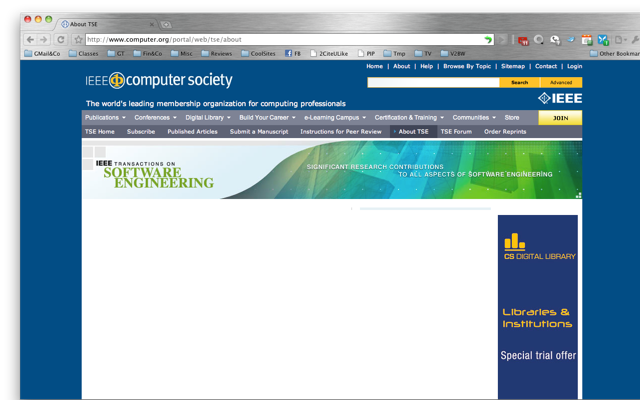 About TSE
http://www.computer.org/portal/web/tse/about
GMail&Co Classes GT Fin&Co Misc Reviews CoolSites FB 2CiteULike PIP Tmp TV V2BW Other Bookmar
Home | About | Help | Browse By Topic | Sitemap | Contact | Login
IEEE computer society
Search Advanced
The world's leading membership organization for computing professionals
IEEE
Publications Conferences Digital Library Build Your Career e-Learning Campus Certification & Training Communities Store JOIN
TSE Home Subscribe Published Articles Submit a Manuscript Instructions for Peer Review About TSE TSE Forum Order Reprints
IEEE TRANSACTIONS ON
SOFTWARE
ENGINEERING
SIGNIFICANT RESEARCH CONTRIBUTIONS
TO ALL ASPECTS OF SOFTWARE ENGINEERING
CS DIGITAL LIBRARY
Libraries &
Institutions
Special trial offer